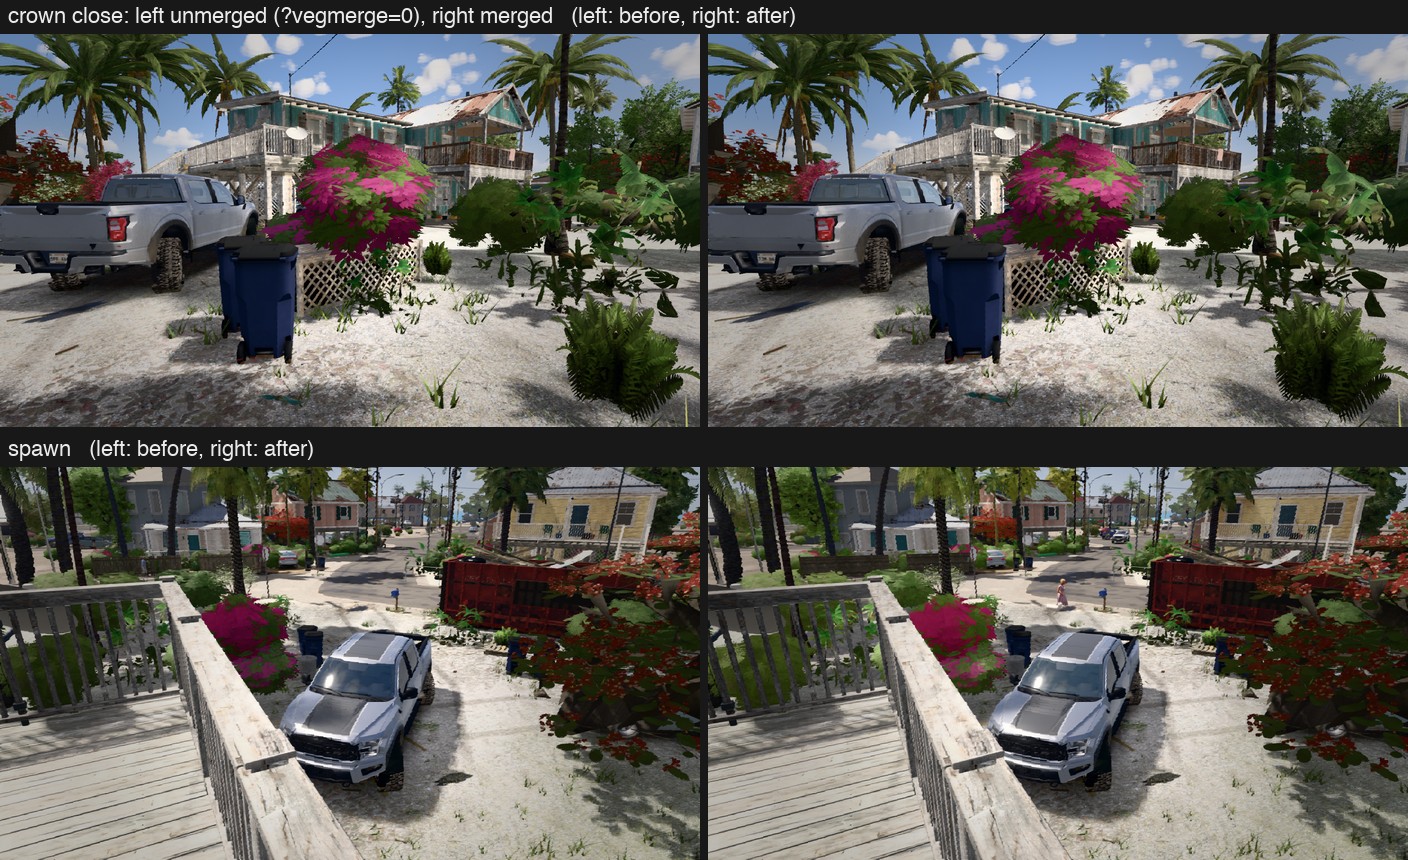 crown close: left unmerged (?vegmerge=0), right merged (left: before, right: after)
spawn (left: before, right: after)